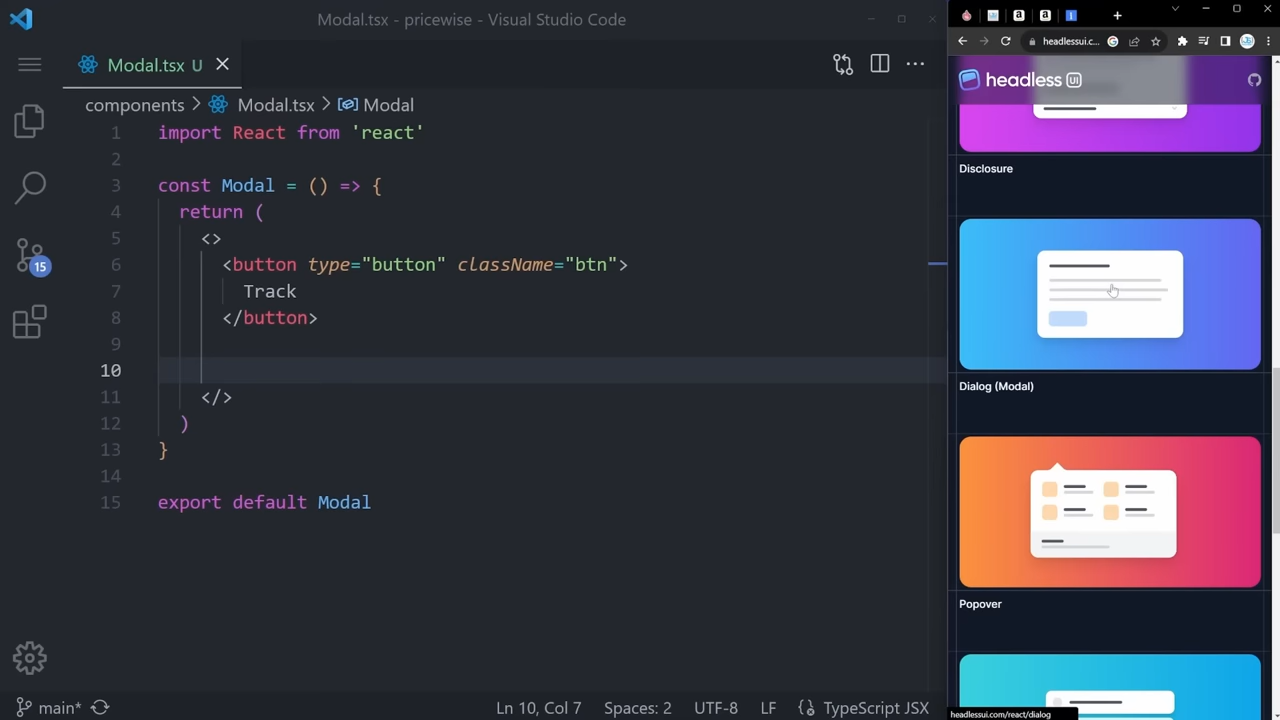 Modal.tsx - pricewise - Visual Studio Code
Modal.tsx U
components > Modal.tsx > Modal
1 import React from 'react'
2
3 const Modal = () => {
4 return (
5 <>
6 <button type="button" className="btn">
7 Track
8 </button>
9
10
11 </>
12 )
13 }
14
15 export default Modal
15
main*
Ln 10, Col 7
Spaces: 2
UTF-8
LF
TypeScript JSX
headlessui.c...
headless UI
Disclosure
Dialog (Modal)
Popover
headlessui.com/react/dialog